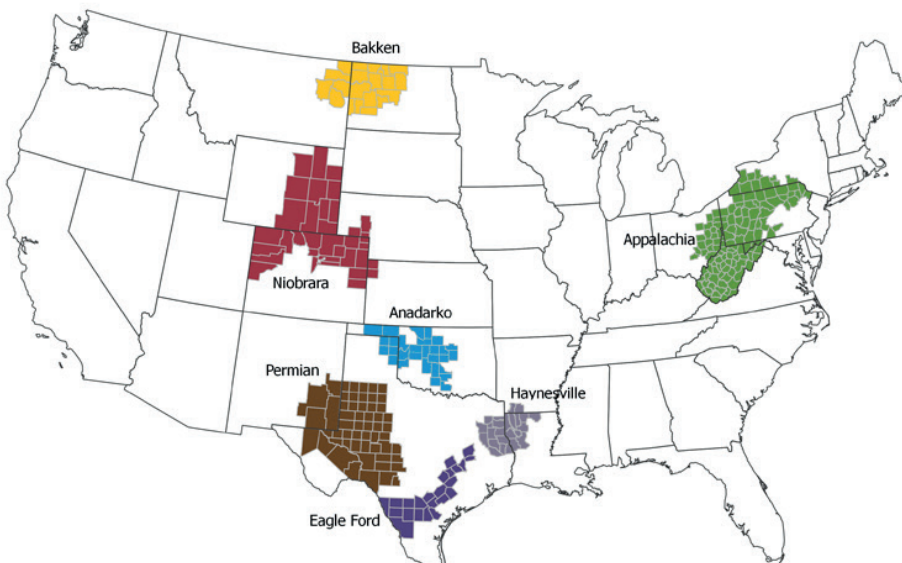 Bakken
Appalachia
Niobrara
Anadarko
Permian
Haynesville
Eagle Ford